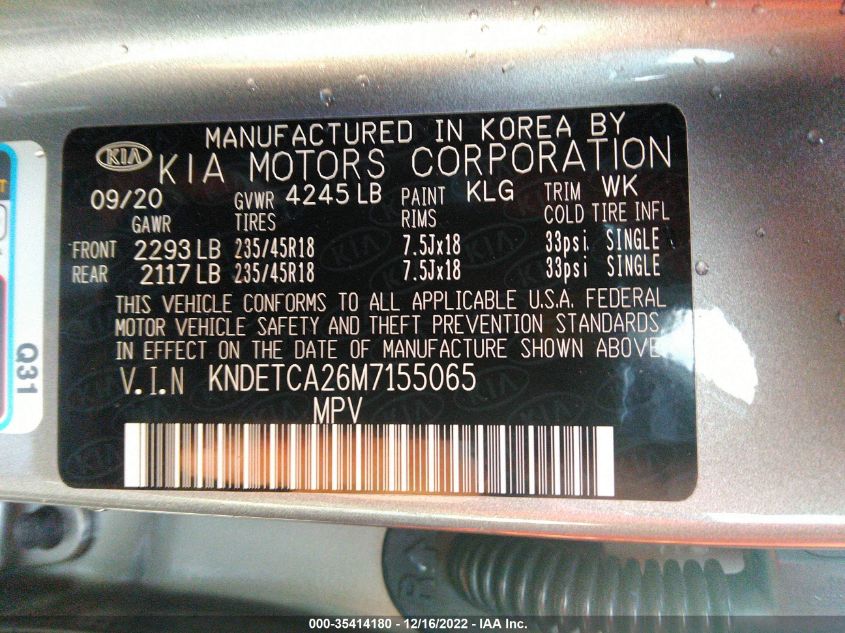 MANUFACTURED IN KOREA BY
KIA KIA MOTORS CORPORATION
09/20 GVWR 4245 LB PAINT KLG TRIM WK
GAWR TIRES RIMS COLD TIRE INFL
FRONT 2293 LB 235/45R18 7.5Jx18 33psi SINGLE
REAR 2117 LB 235/45R18 7.5Jx18 33psi SINGLE
THIS VEHICLE CONFORMS TO ALL APPLICABLE U.S.A. FEDERAL
MOTOR VEHICLE SAFETY AND THEFT PREVENTION STANDARDS
IN EFFECT ON THE DATE OF MANUFACTURE SHOWN ABOVE
V.I.N KNDETCA26M7155065
MPV
Q31
000-35414180 - 12/16/2022 - IAA Inc.